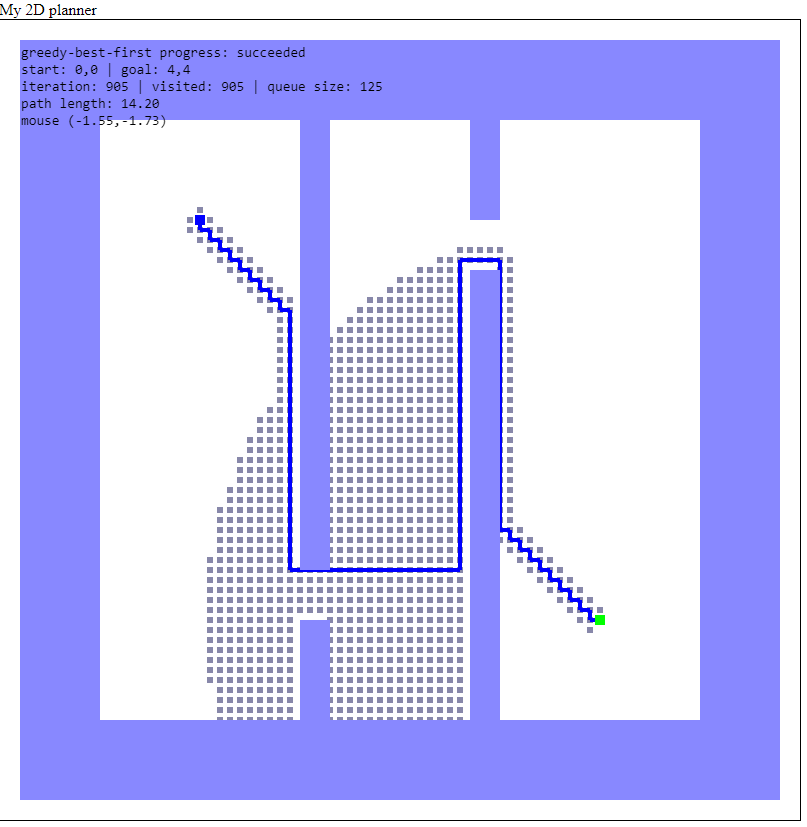 My 2D planner
greedy-best-first progress: succeeded
start: 0,0 | goal: 4,4
iteration: 905 | visited: 905 | queue size: 125
path length: 14.20
mouse (-1.55,-1.73)